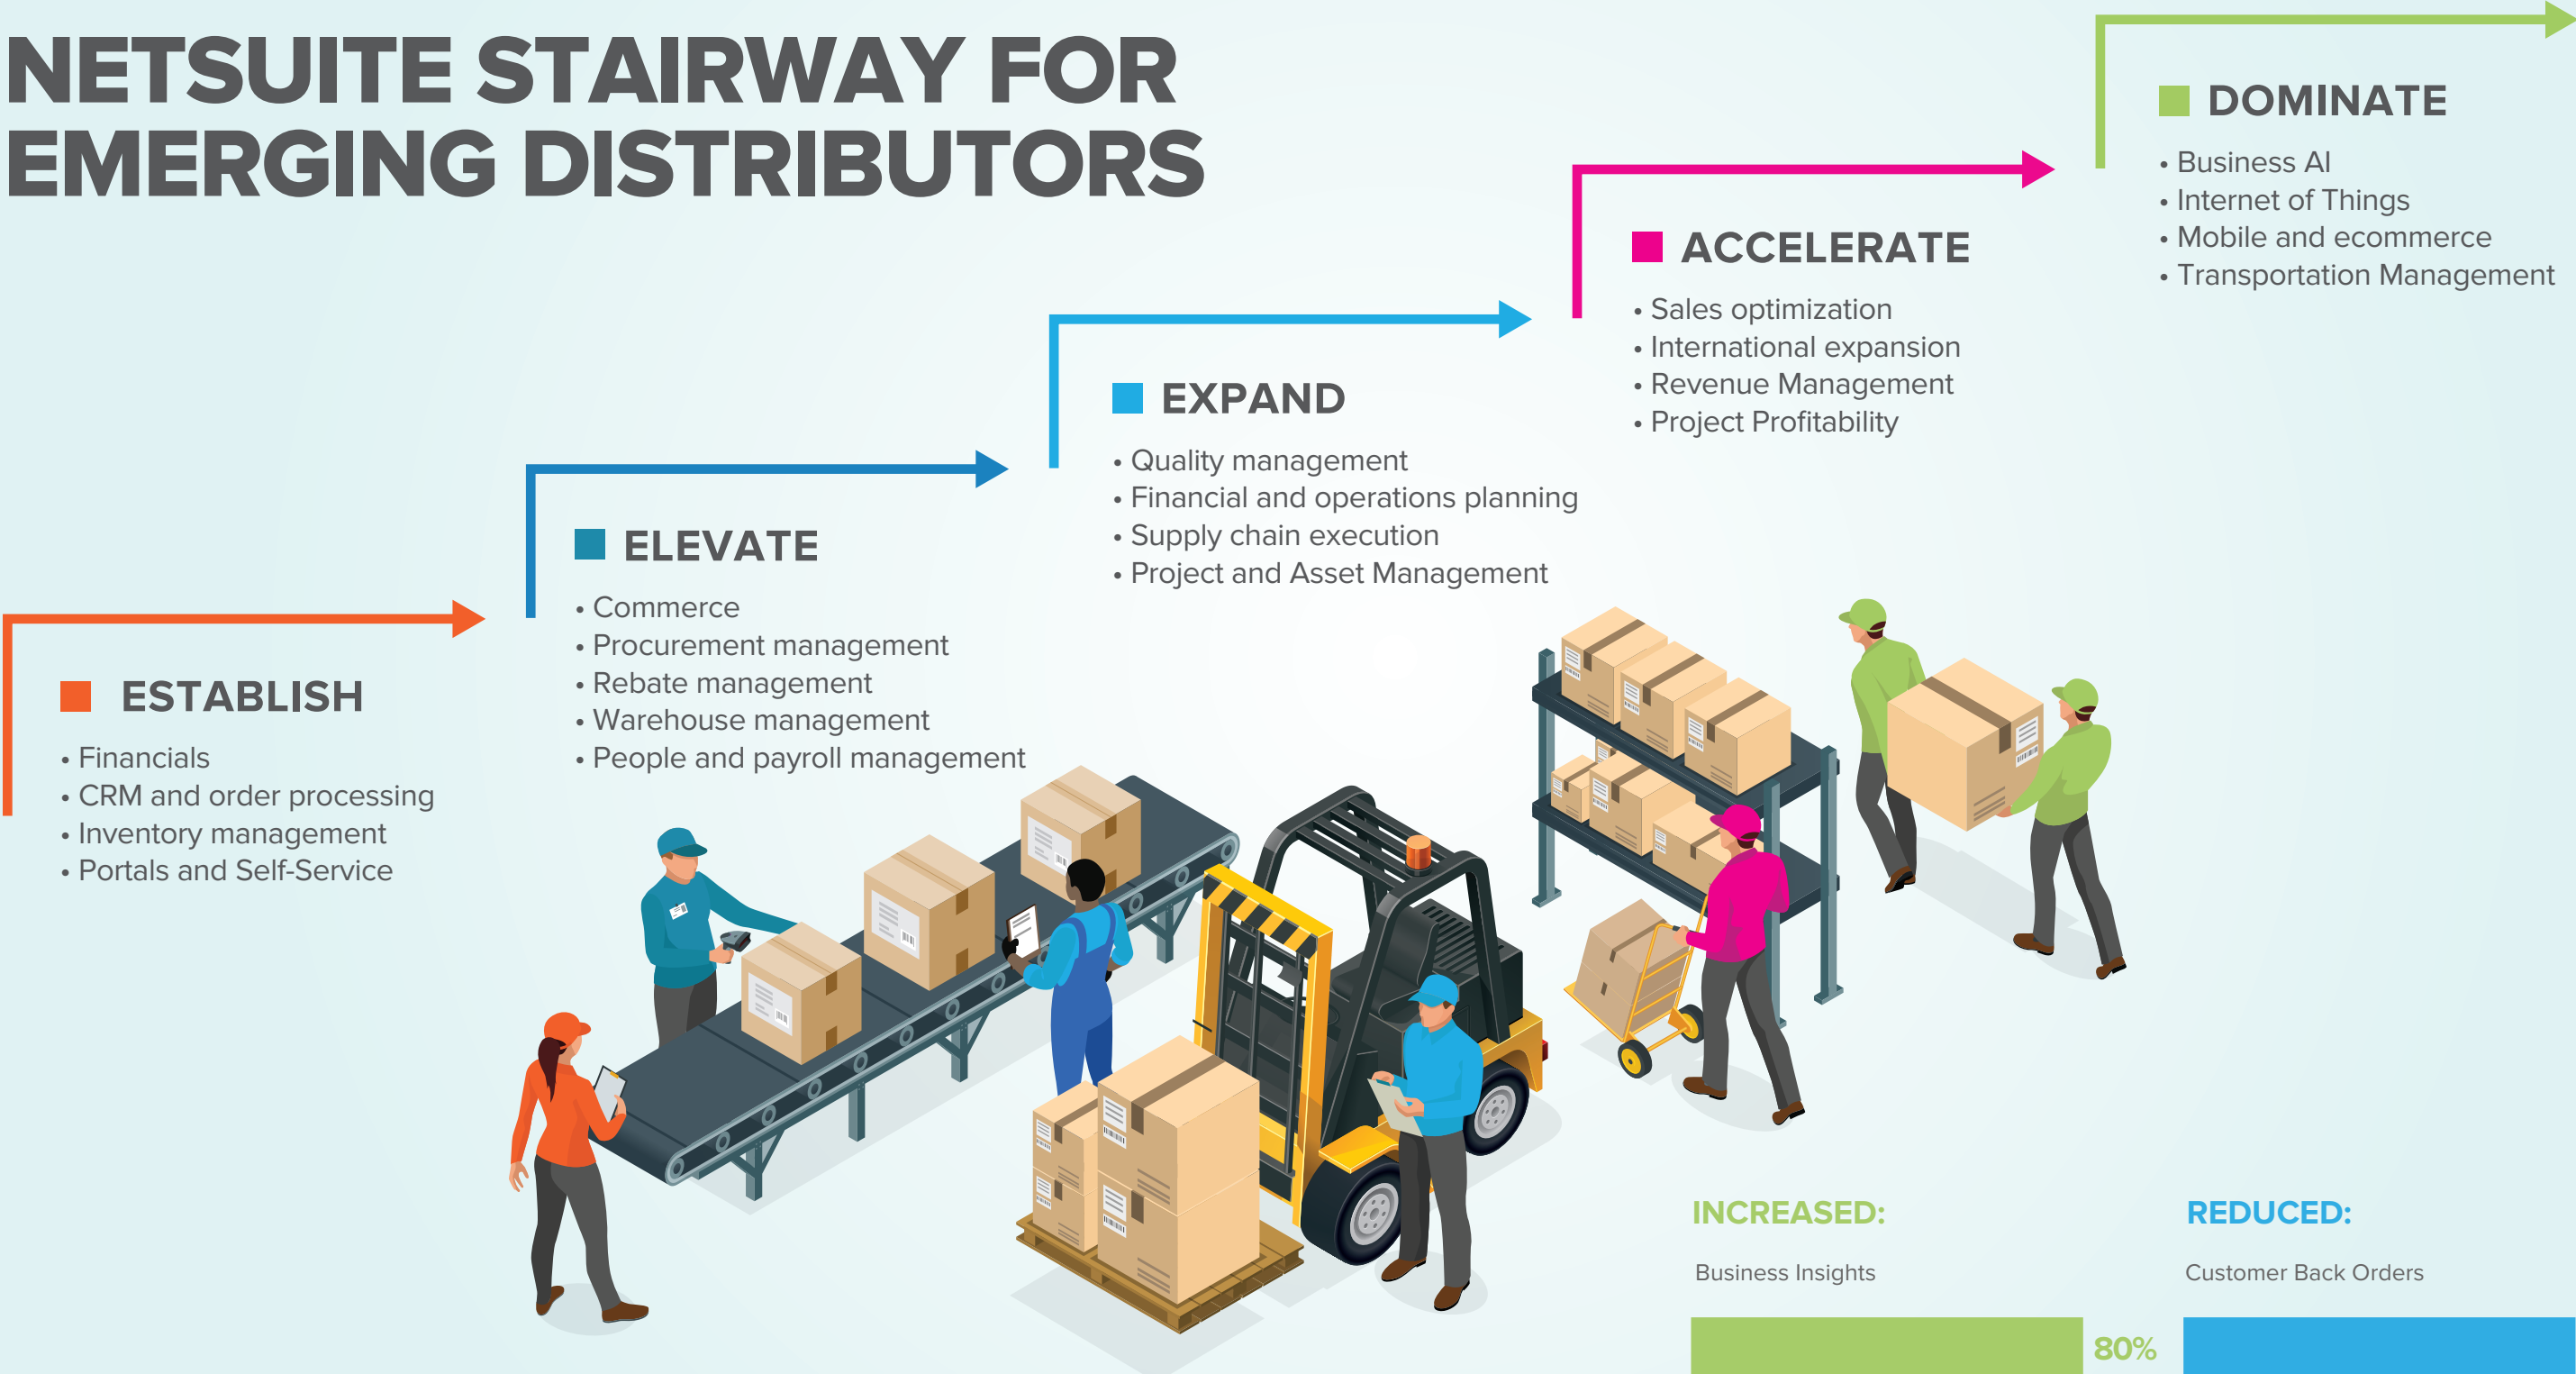 NETSUITE STAIRWAY FOR
EMERGING DISTRIBUTORS
ESTABLISH
• Financials
• CRM and order processing
• Inventory management
• Portals and Self-Service
ELEVATE
• Commerce
• Procurement management
• Rebate management
• Warehouse management
• People and payroll management
EXPAND
• Quality management
• Financial and operations planning
• Supply chain execution
• Project and Asset Management
ACCELERATE
• Sales optimization
• International expansion
• Revenue Management
• Project Profitability
DOMINATE
• Business AI
• Internet of Things
• Mobile and ecommerce
• Transportation Management
INCREASED:
Business Insights
80%
REDUCED:
Customer Back Orders